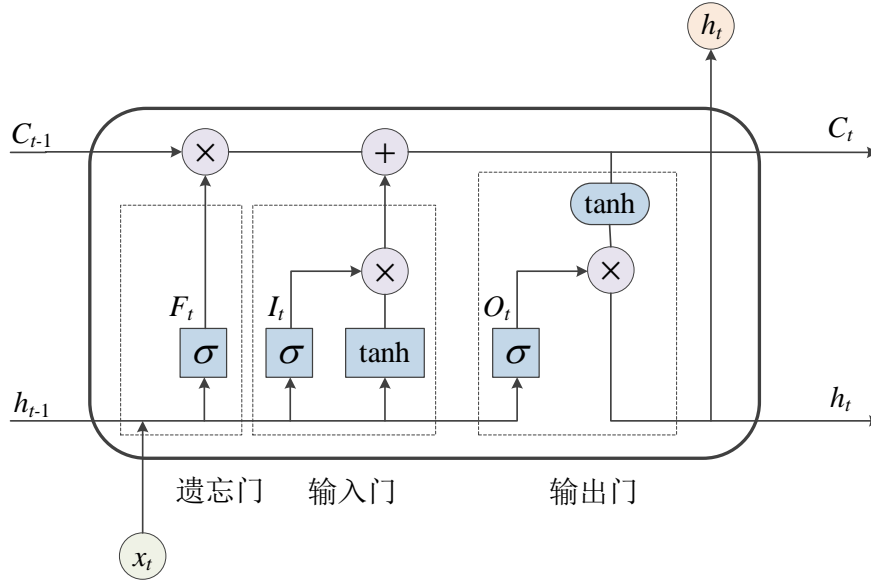 h_t
C_{t-1}
×
+
C_t
tanh
×
×
F_t
I_t
O_t
σ
σ
tanh
σ
h_{t-1}
h_t
遗忘门
输入门
输出门
x_t